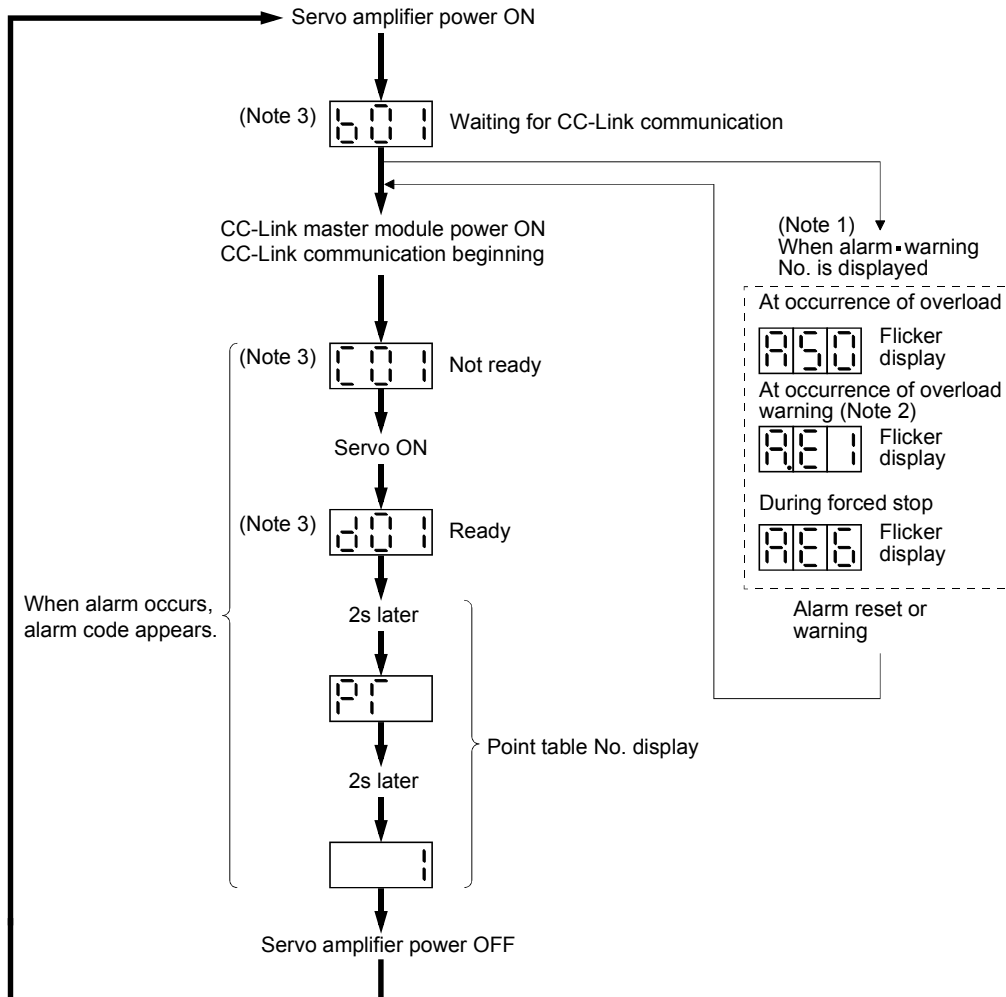 Servo amplifier power ON
(Note 3) b01 Waiting for CC-Link communication
CC-Link master module power ON
CC-Link communication beginning
(Note 1)
When alarm▪warning
No. is displayed
At occurrence of overload
A50 Flicker
display
At occurrence of overload
warning (Note 2)
A.E1 Flicker
display
During forced stop
AE6 Flicker
display
Alarm reset or
warning
(Note 3) C01 Not ready
Servo ON
(Note 3) d01 Ready
When alarm occurs,
alarm code appears.
2s later
PT
Point table No. display
2s later
1
Servo amplifier power OFF